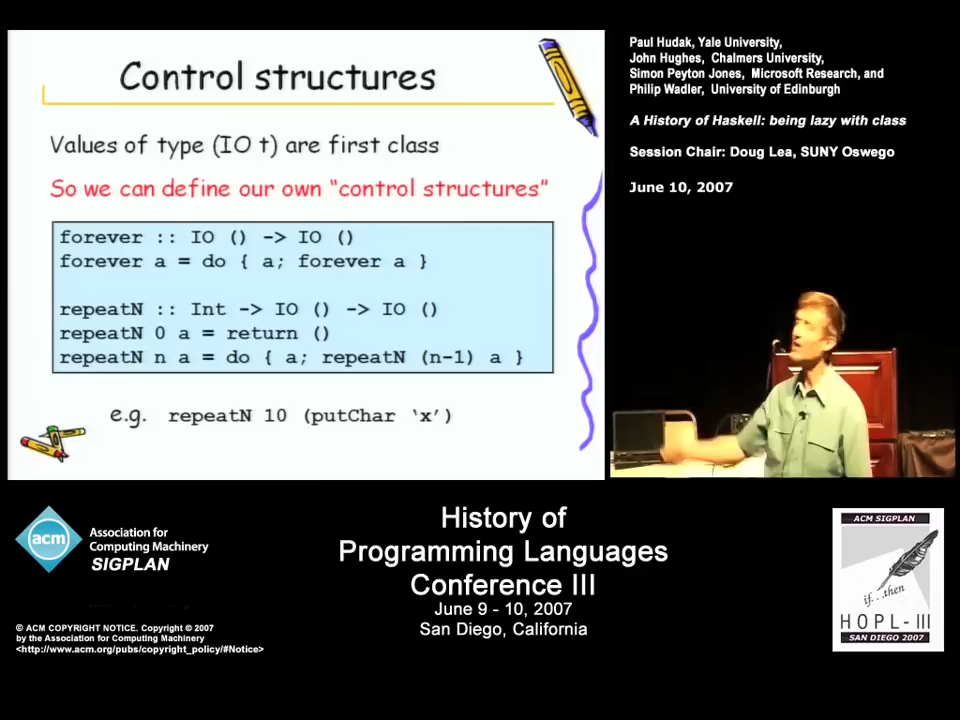 Control structures
Values of type (IO t) are first class
So we can define our own “control structures”
forever :: IO () -> IO ()
forever a = do { a; forever a }
repeatN :: Int -> IO () -> IO ()
repeatN 0 a = return ()
repeatN n a = do { a; repeatN (n-1) a }
e.g. repeatN 10 (putChar ‘x’)
Paul Hudak, Yale University,
John Hughes, Chalmers University,
Simon Peyton Jones, Microsoft Research, and
Philip Wadler, University of Edinburgh
A History of Haskell: being lazy with class
Session Chair: Doug Lea, SUNY Oswego
June 10, 2007
acm
Association for
Computing Machinery
SIGPLAN
© ACM COPYRIGHT NOTICE. Copyright © 2007
by the Association for Computing Machinery
<http://www.acm.org/pubs/copyright_policy/#Notice>
History of
Programming Languages
Conference III
June 9 - 10, 2007
San Diego, California
ACM SIGPLAN
if...then
HOPL-III
SAN DIEGO 2007